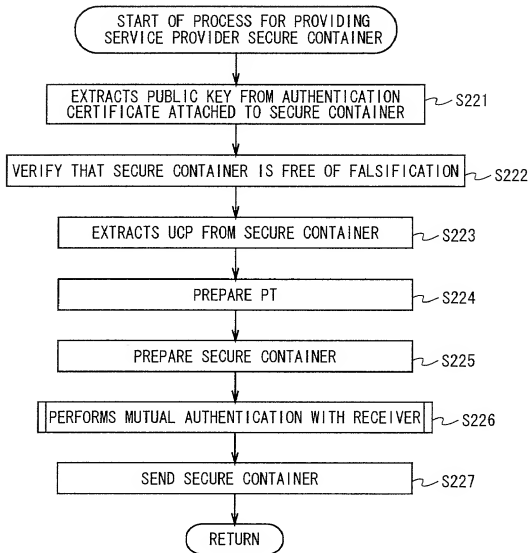 START OF PROCESS FOR PROVIDING
SERVICE PROVIDER SECURE CONTAINER
EXTRACTS PUBLIC KEY FROM AUTHENTICATION
CERTIFICATE ATTACHED TO SECURE CONTAINER
S221
VERIFY THAT SECURE CONTAINER IS FREE OF FALSIFICATION
S222
EXTRACTS UCP FROM SECURE CONTAINER
S223
PREPARE PT
S224
PREPARE SECURE CONTAINER
S225
PERFORMS MUTUAL AUTHENTICATION WITH RECEIVER
S226
SEND SECURE CONTAINER
S227
RETURN